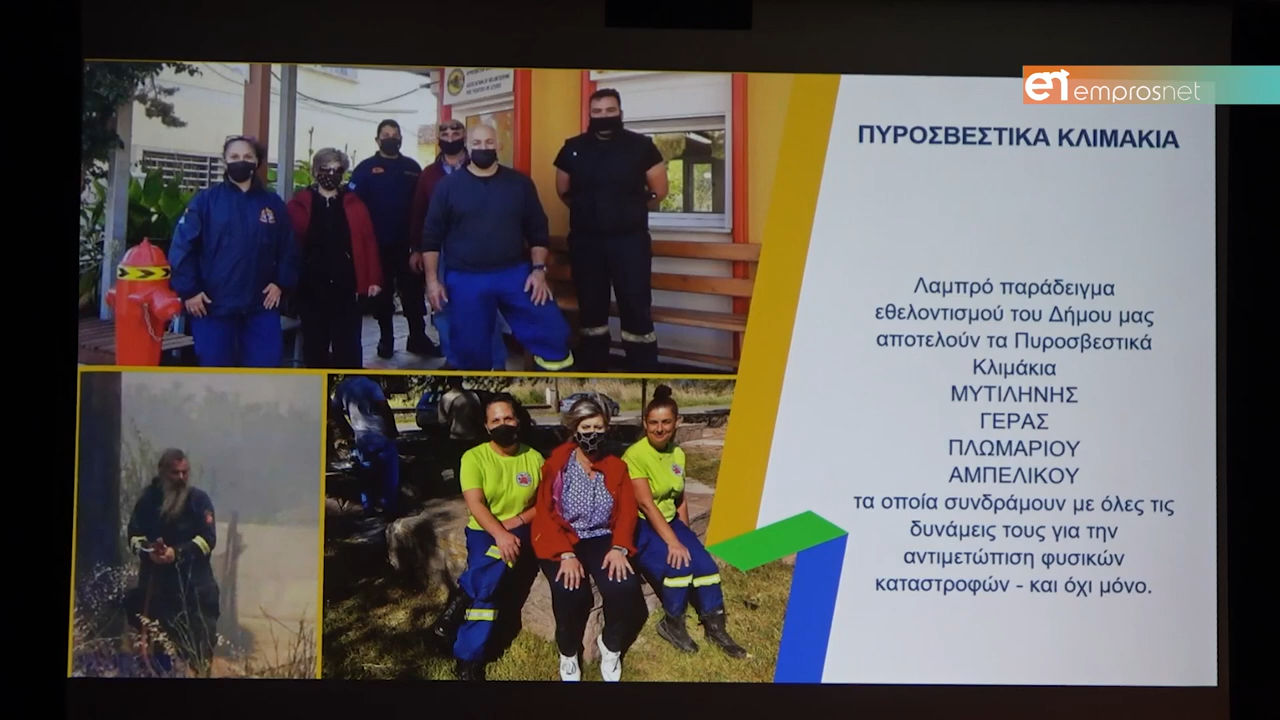 emprosnet
ΠΥΡΟΣΒΕΣΤΙΚΑ ΚΛΙΜΑΚΙΑ
Λαμπρό παράδειγμα
εθελοντισμού του Δήμου μας
αποτελούν τα Πυροσβεστικά
Κλιμάκια
ΜΥΤΙΛΗΝΗΣ
ΓΕΡΑΣ
ΠΛΩΜΑΡΙΟΥ
ΑΜΠΕΛΙΚΟΥ
τα οποία συνδράμουν με όλες τις
δυνάμεις τους για την
αντιμετώπιση φυσικών
καταστροφών - και όχι μόνο.